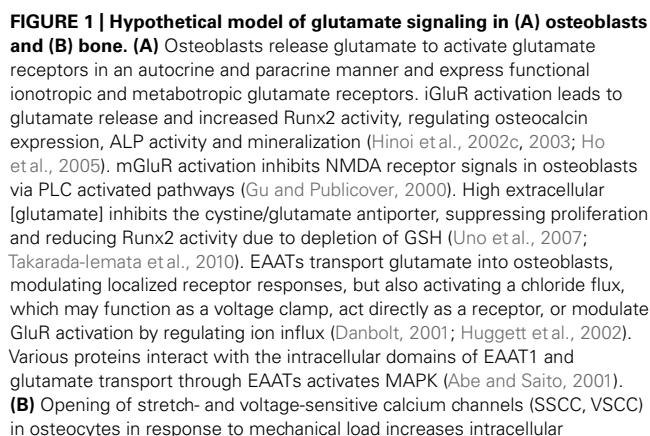 FIGURE 1 | Hypothetical model of glutamate signaling in (A) osteoblasts
and (B) bone. (A) Osteoblasts release glutamate to activate glutamate
receptors in an autocrine and paracrine manner and express functional
ionotropic and metabotropic glutamate receptors. iGluR activation leads to
glutamate release and increased Runx2 activity, regulating osteocalcin
expression, ALP activity and mineralization (Hinoi et al., 2002c, 2003; Ho
et al., 2005). mGluR activation inhibits NMDA receptor signals in osteoblasts
via PLC activated pathways (Gu and Publicover, 2000). High extracellular
[glutamate] inhibits the cystine/glutamate antiporter, suppressing proliferation
and reducing Runx2 activity due to depletion of GSH (Uno et al., 2007;
Takarada-Iemata et al., 2010). EAATs transport glutamate into osteoblasts,
modulating localized receptor responses, but also activating a chloride flux,
which may function as a voltage clamp, act directly as a receptor, or modulate
GluR activation by regulating ion influx (Danbolt, 2001; Huggett et al., 2002).
Various proteins interact with the intracellular domains of EAAT1 and
glutamate transport through EAATs activates MAPK (Abe and Saito, 2001).
(B) Opening of stretch- and voltage-sensitive calcium channels (SSCC, VSCC)
in osteocytes in response to mechanical load increases intracellular